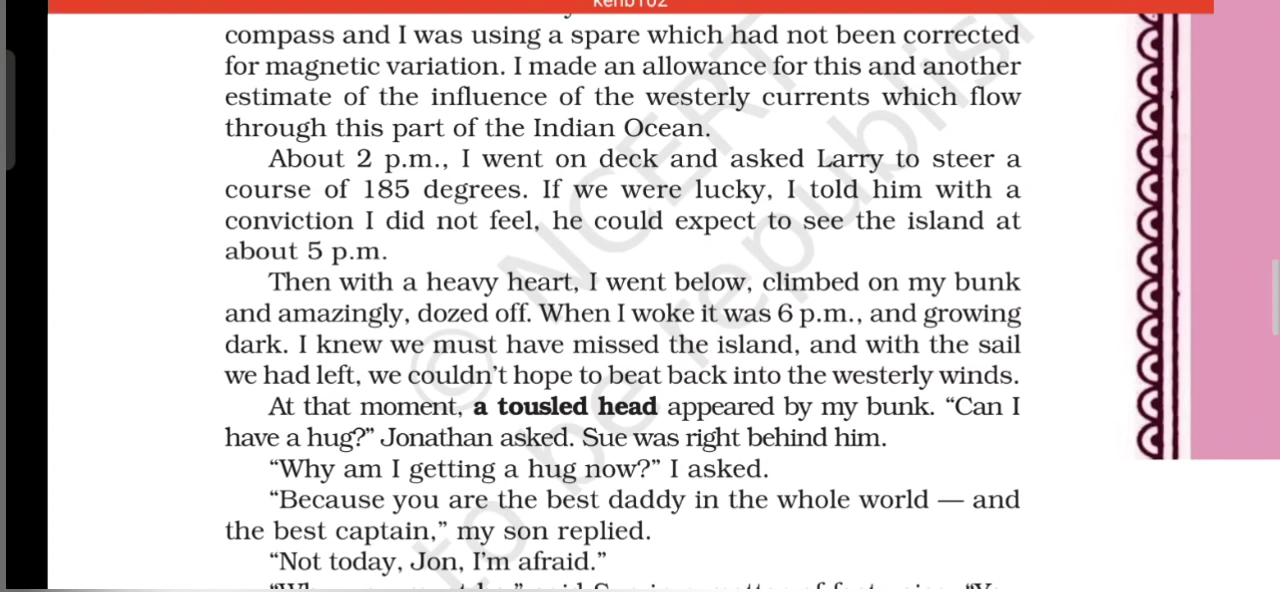 kehb102
compass and I was using a spare which had not been corrected
for magnetic variation. I made an allowance for this and another
estimate of the influence of the westerly currents which flow
through this part of the Indian Ocean.
About 2 p.m., I went on deck and asked Larry to steer a
course of 185 degrees. If we were lucky, I told him with a
conviction I did not feel, he could expect to see the island at
about 5 p.m.
Then with a heavy heart, I went below, climbed on my bunk
and amazingly, dozed off. When I woke it was 6 p.m., and growing
dark. I knew we must have missed the island, and with the sail
we had left, we couldn’t hope to beat back into the westerly winds.
At that moment, a tousled head appeared by my bunk. “Can I
have a hug?” Jonathan asked. Sue was right behind him.
“Why am I getting a hug now?” I asked.
“Because you are the best daddy in the whole world — and
the best captain,” my son replied.
“Not today, Jon, I’m afraid.”
© NCERT
to be republish